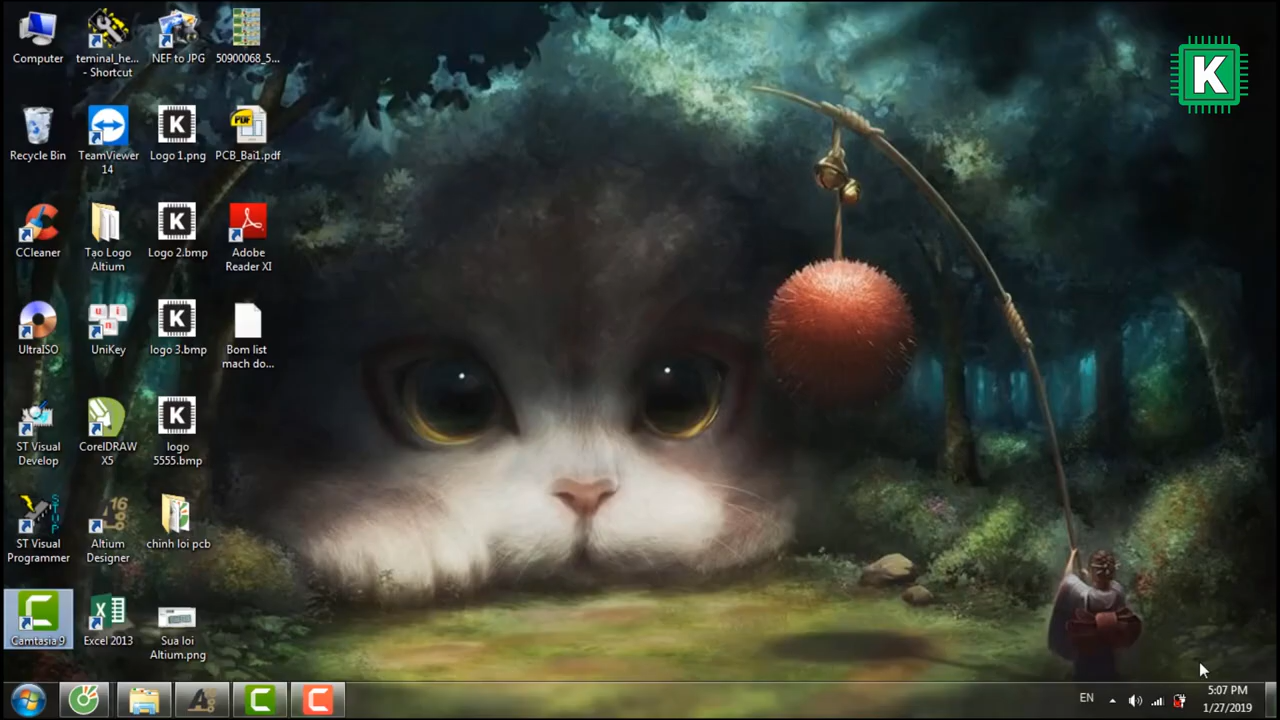 Computer
teminal_he...
- Shortcut
NEF to JPG
50900068_5...
K
Recycle Bin
TeamViewer
14
K
Logo 1.png
PDF
PCB_Bai1.pdf
CCleaner
Tạo Logo
Altium
K
Logo 2.bmp
Adobe
Reader XI
UltraISO
u
i
n
UniKey
K
logo 3.bmp
Bom list
mach do...
ST Visual
Develop
CorelDRAW
X5
K
logo
5555.bmp
STVP
ST Visual
Programmer
16
Altium
Designer
chinh loi pcb
Camtasia 9
Excel 2013
Sua loi
Altium.png
EN
5:07 PM
1/27/2019